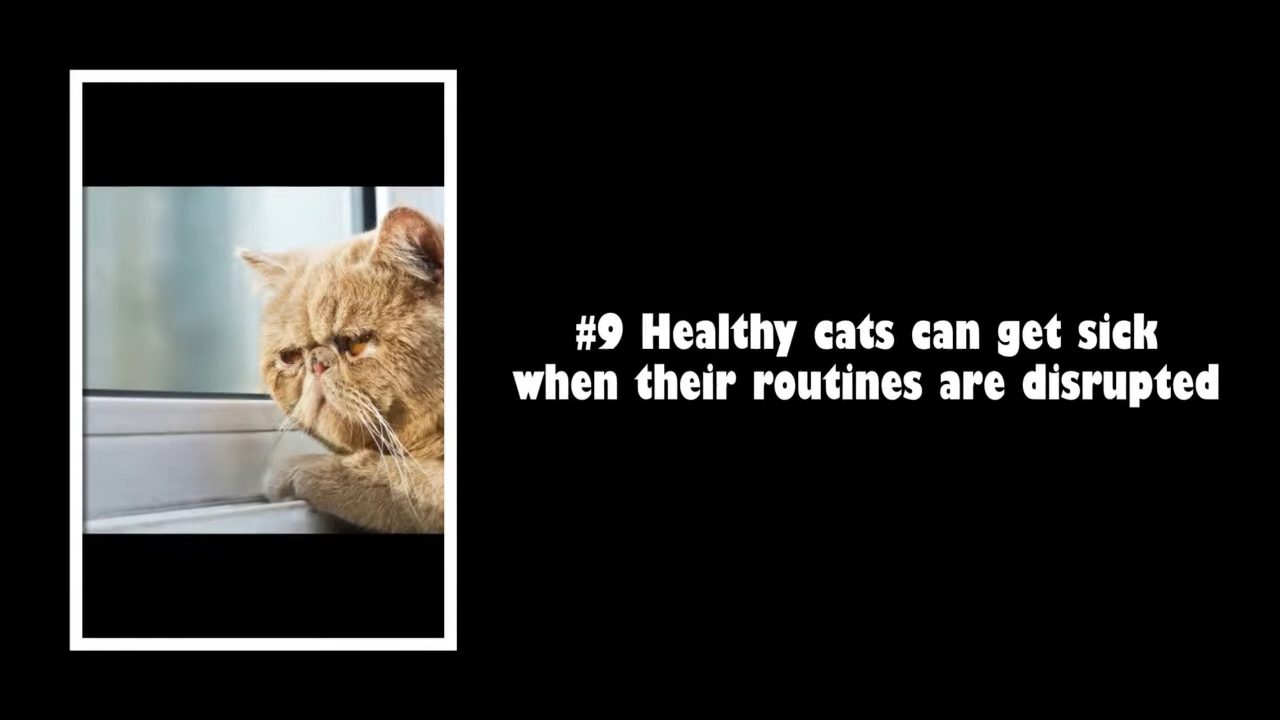 #9 Healthy cats can get sick
when their routines are disrupted